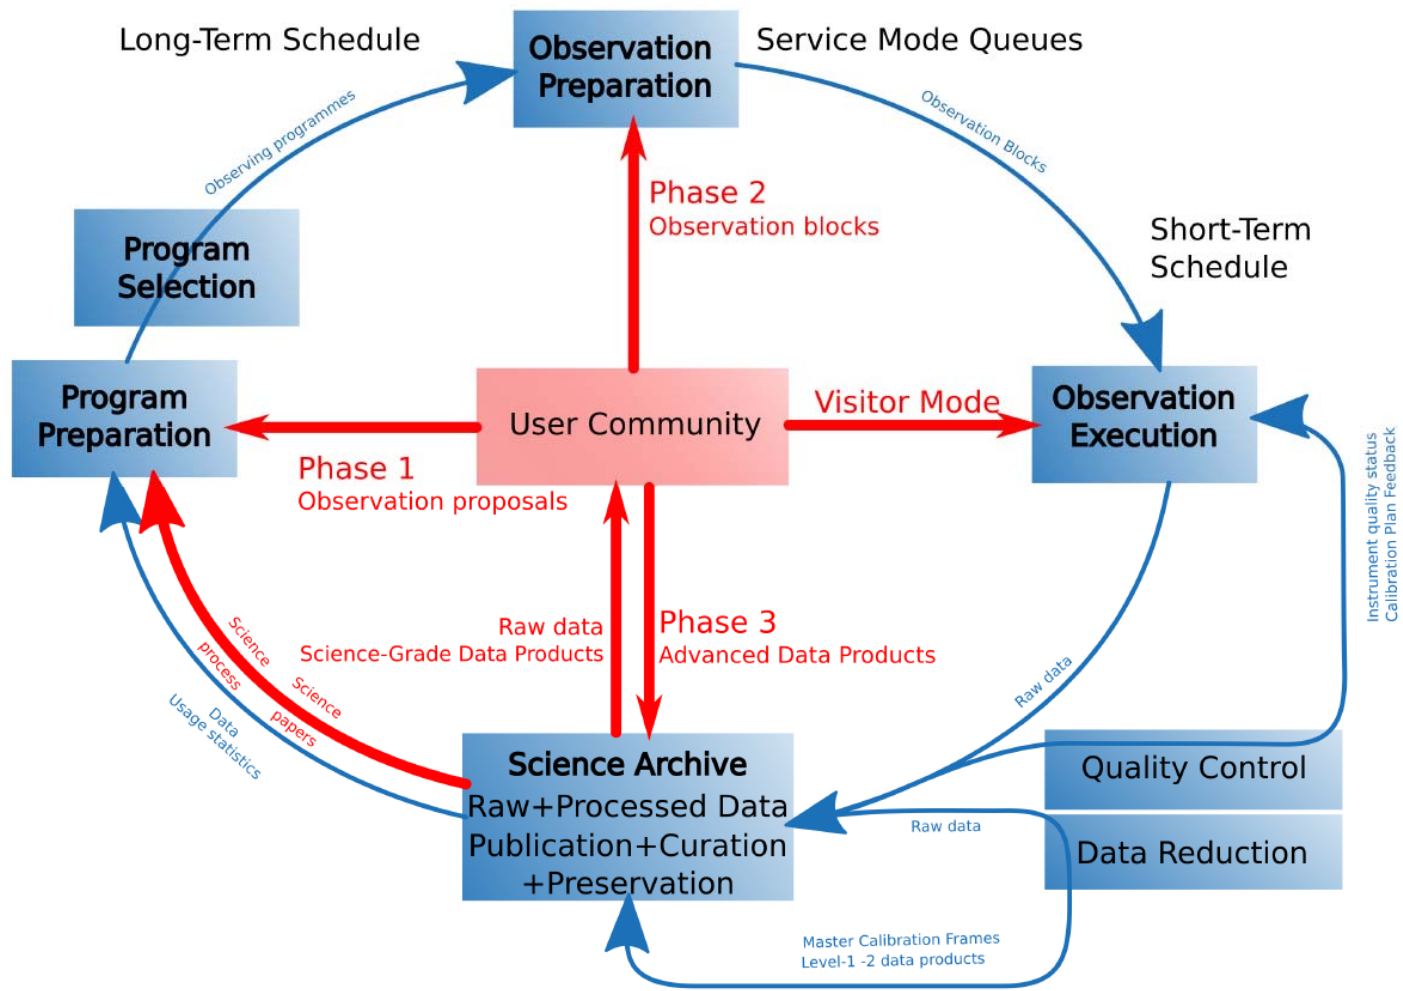 Long-Term Schedule
Observation
Preparation
Service Mode Queues
Observing programmes
Observation Blocks
Phase 2
Observation blocks
Short-Term
Schedule
Program
Selection
Program
Preparation
User Community
Visitor Mode
Observation
Execution
Phase 1
Observation proposals
Instrument quality status
Calibration Plan Feedback
Raw data
Science-Grade Data Products
Phase 3
Advanced Data Products
Science
process
Science
papers
Data
Usage statistics
Raw data
Science Archive
Raw+Processed Data
Publication+Curation
+Preservation
Quality Control
Raw data
Data Reduction
Master Calibration Frames
Level-1 -2 data products